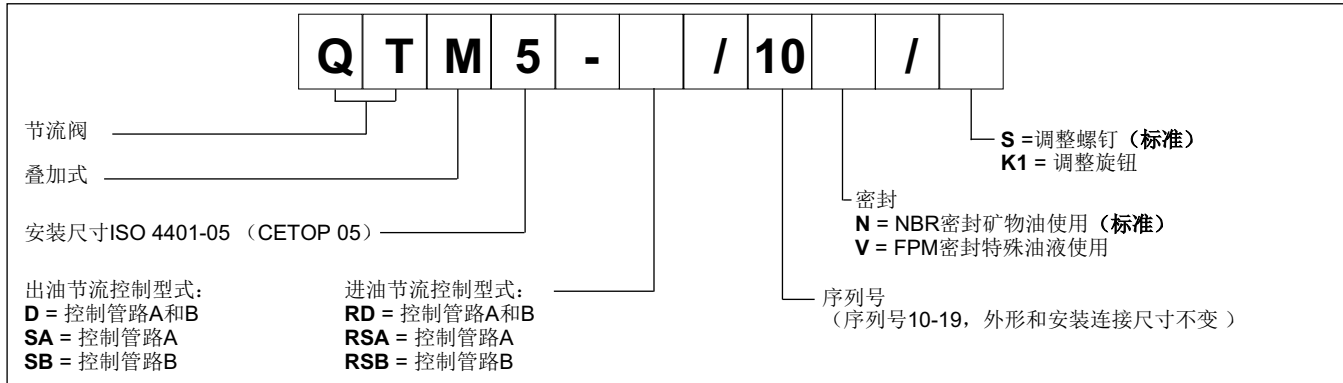 QTM5- /10 /
节流阀
叠加式
安装尺寸ISO 4401-05 （CETOP 05）
出油节流控制型式：
D = 控制管路A和B
SA = 控制管路A
SB = 控制管路B
进油节流控制型式：
RD = 控制管路A和B
RSA = 控制管路A
RSB = 控制管路B
S =调整螺钉（标准）
K1 = 调整旋钮
密封
N = NBR密封矿物油使用（标准）
V = FPM密封特殊油液使用
序列号
（序列号10-19，外形和安装连接尺寸不变 ）